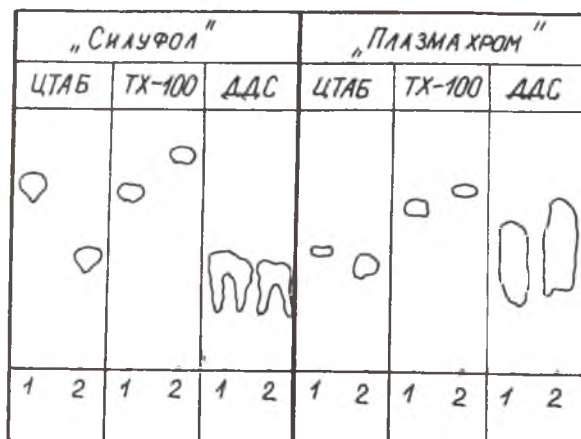 „СИЛУФОЛ“ „ПЛАЗМАХРОМ“
ЦТАБ ТХ-100 ДДС ЦТАБ ТХ-100 ДДС
1 2 1 2 1 2 1 2 1 2 1 2